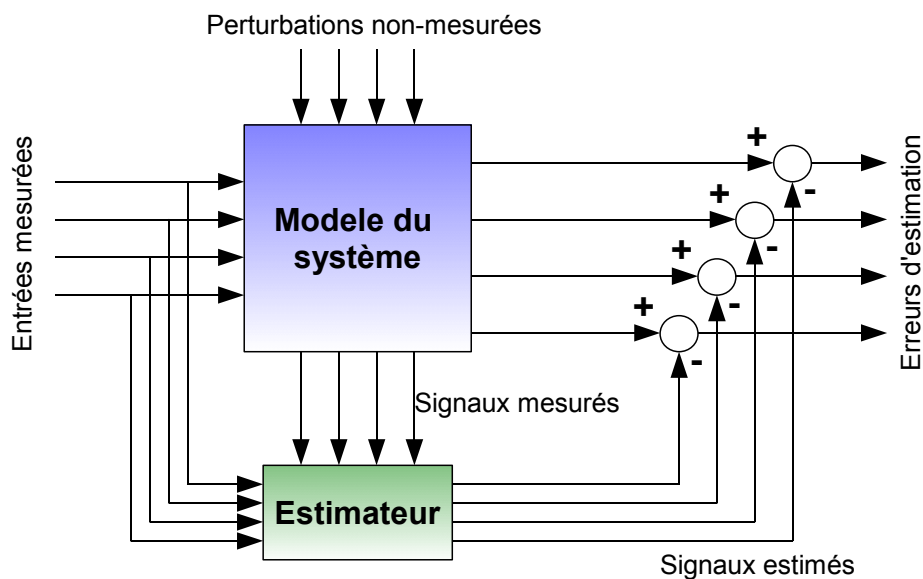 Perturbations non-mesurées
Entrées mesurées
Modele du
système
+
-
+
-
+
-
+
-
Erreurs d'estimation
Signaux mesurés
Estimateur
Signaux estimés